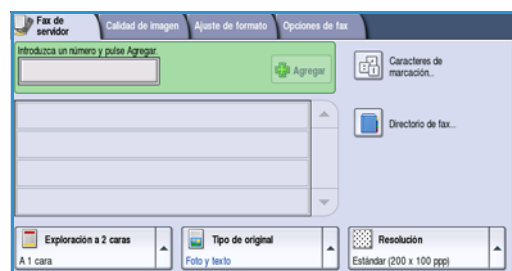 Fax de
servidor
Calidad de imagen
Ajuste de formato
Opciones de fax
Introduzca un número y pulse Agregar.
Agregar
Caracteres de
marcación...
Directorio de fax...
Exploración a 2 caras
A 1 cara
Tipo de original
Foto y texto
Resolución
Estándar (200 x 100 ppp)